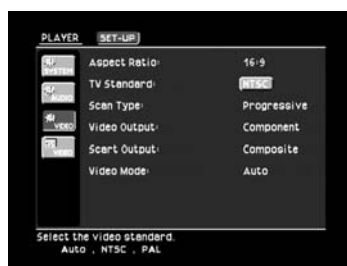 PLAYER SET-UP
SYSTEM
AUDIO
VIDEO
VIDEO
Aspect Ratio: 16:9
TV Standard: NTSC
Scan Type: Progressive
Video Output: Component
Scart Output: Composite
Video Mode: Auto
Select the video standard.
Auto , NTSC , PAL